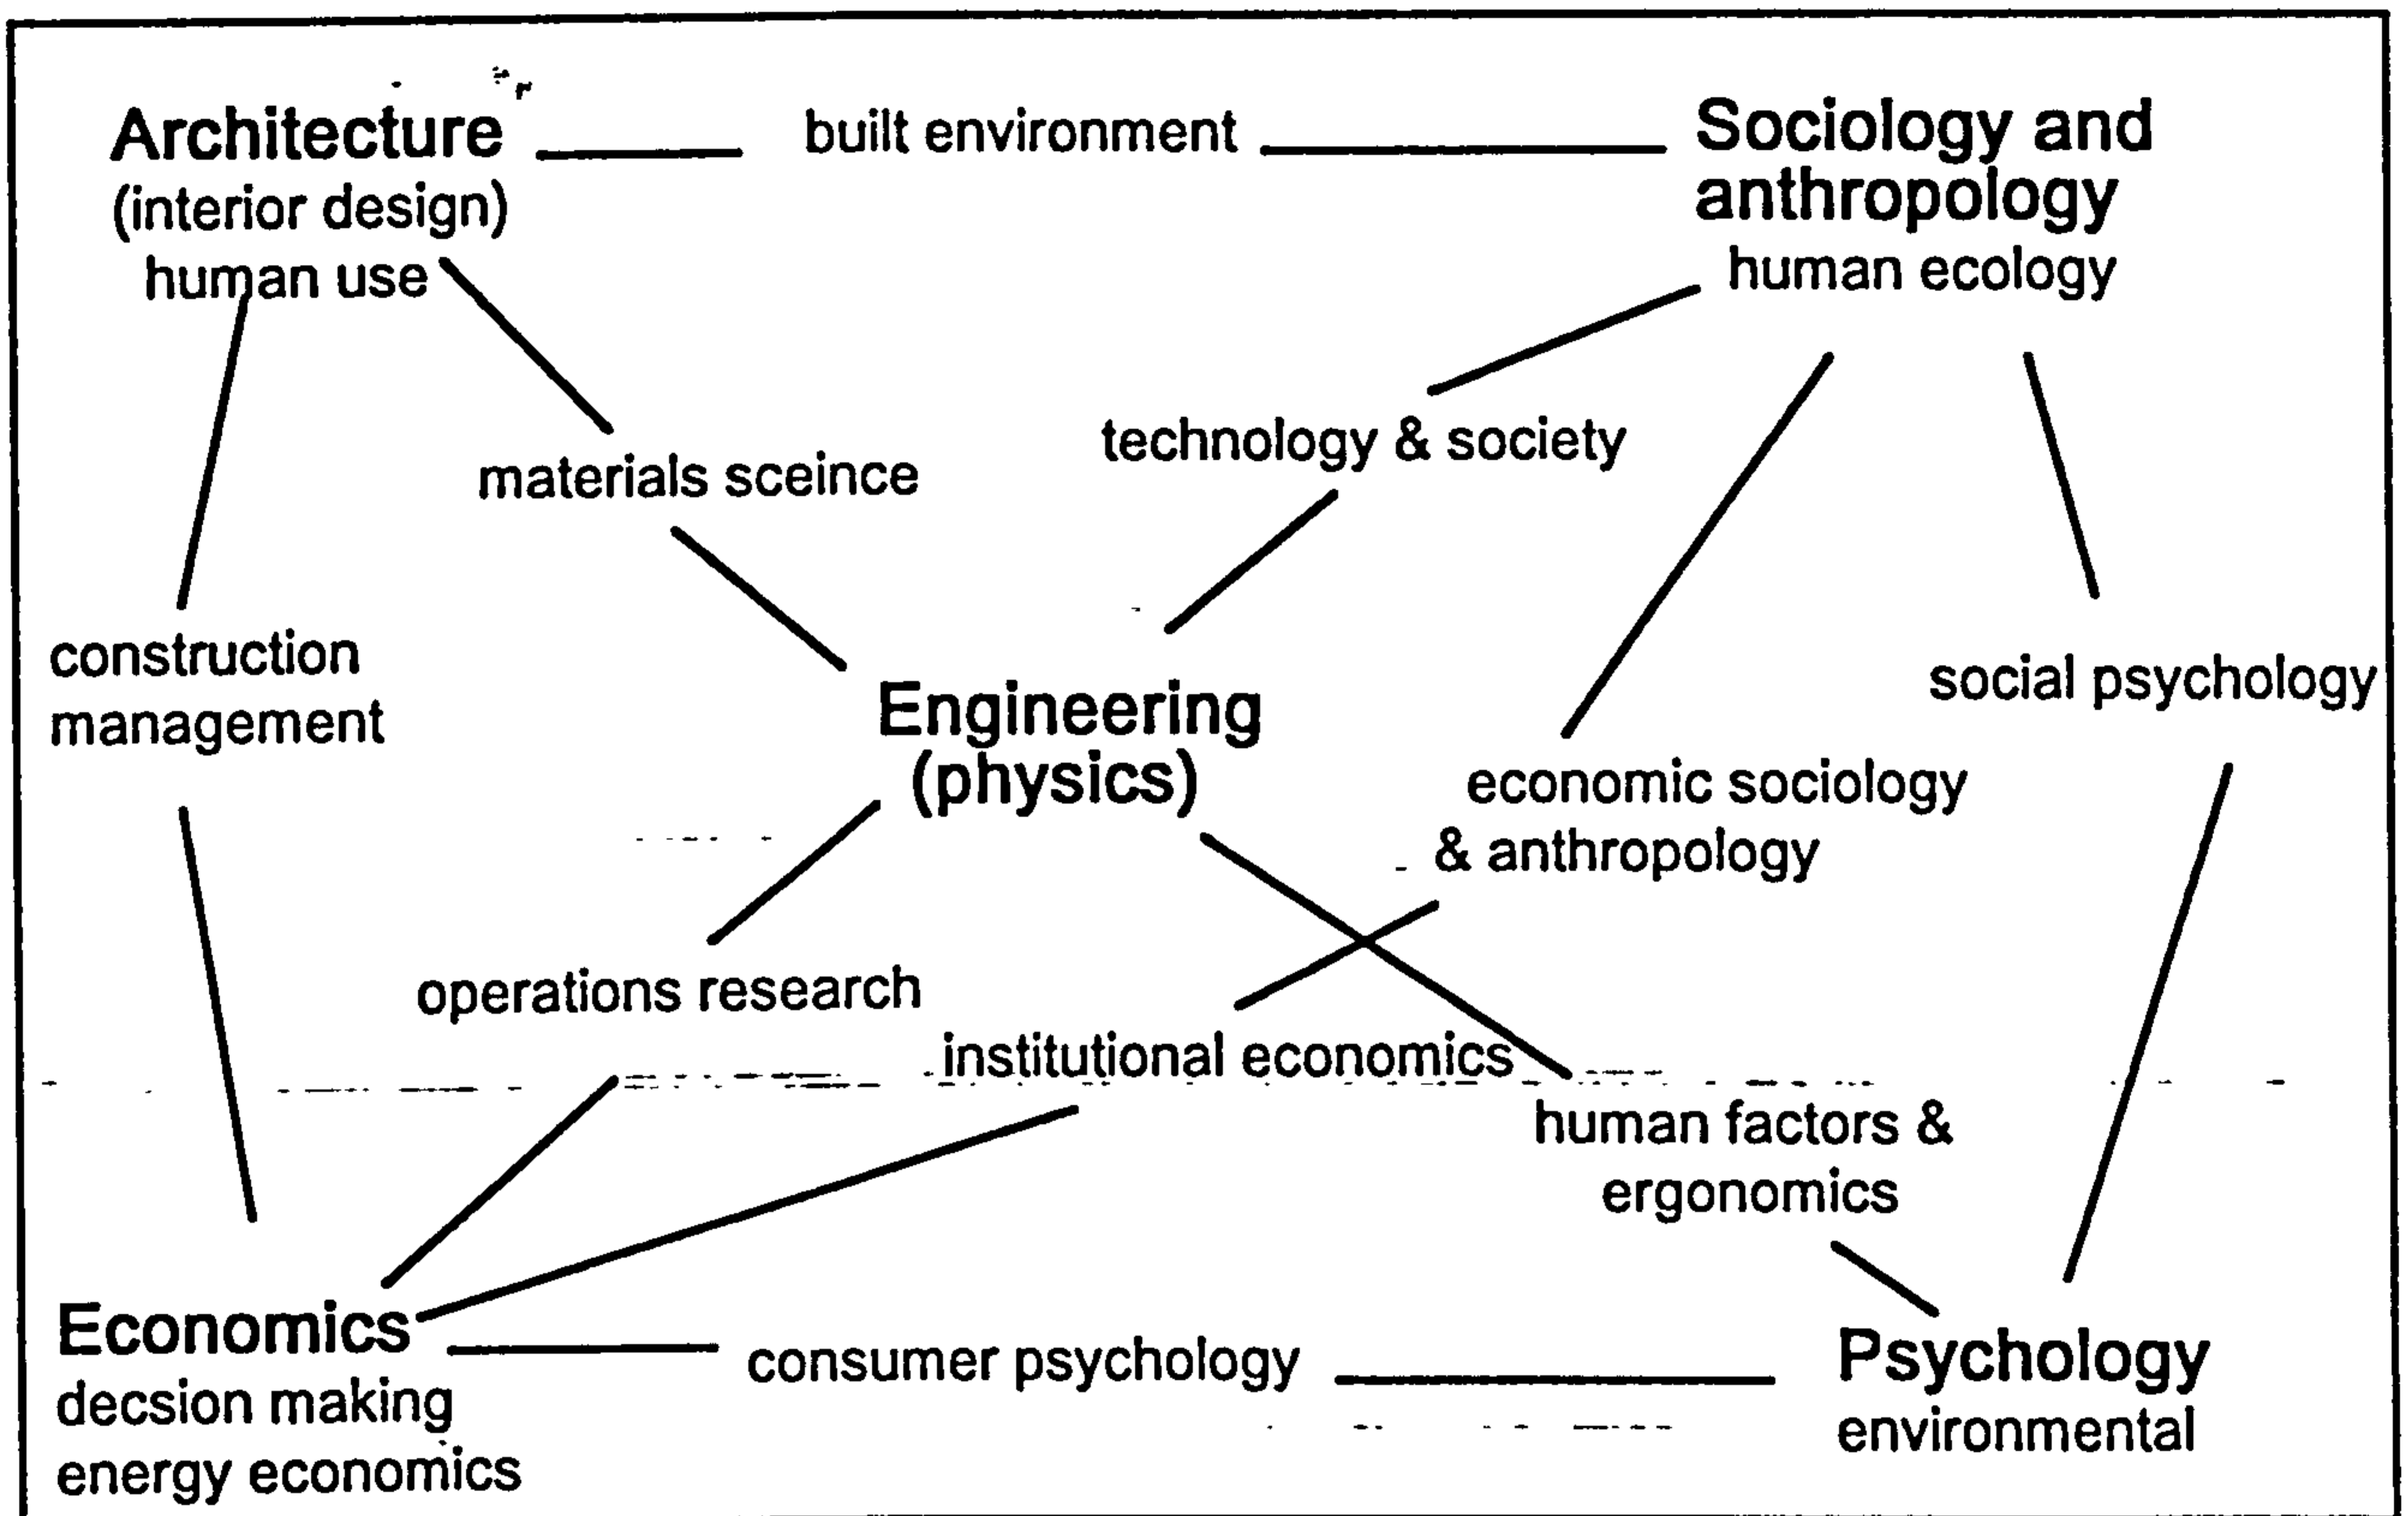 Architecture
(interior design)
human use
built environment
Sociology and
anthropology
human ecology
materials sceince
technology & society
construction
management
Engineering
(physics)
social psychology
economic sociology
& anthropology
operations research
institutional economics
human factors &
ergonomics
Economics
decsion making
energy economics
consumer psychology
Psychology
environmental